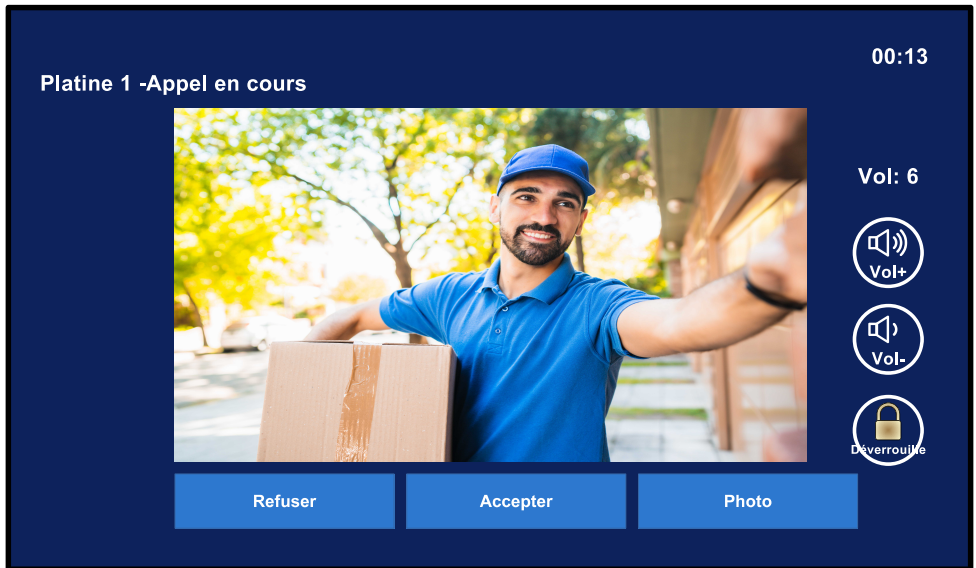 00:13
Platine 1 -Appel en cours
Vol: 6
Vol+
Vol-
Déverrouille
Refuser
Accepter
Photo